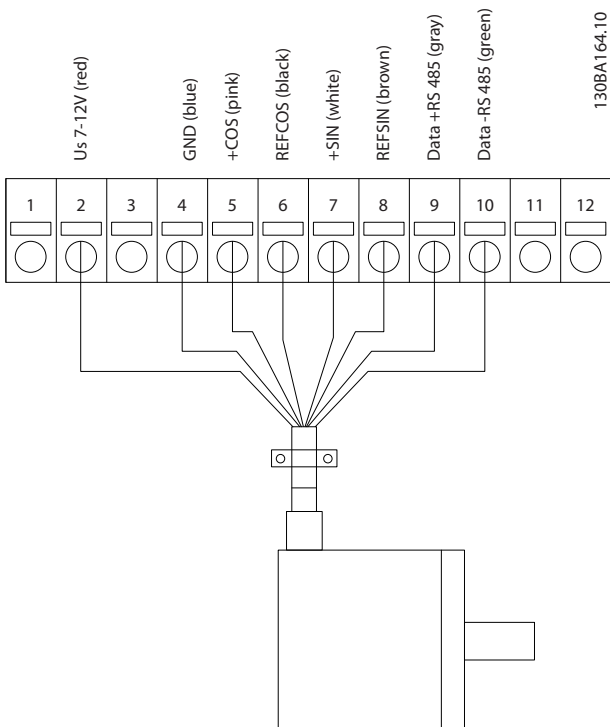 Us 7-12V (red)
GND (blue)
+COS (pink)
REFCOS (black)
+SIN (white)
REFSIN (brown)
Data +RS 485 (gray)
Data -RS 485 (green)
130BA164.10
1
2
3
4
5
6
7
8
9
10
11
12